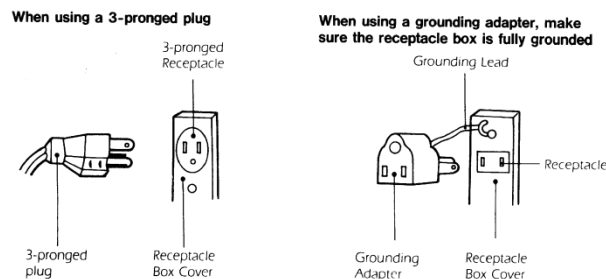 When using a 3-pronged plug
3-pronged
Receptacle
3-pronged
plug
Receptacle
Box Cover
When using a grounding adapter, make
sure the receptacle box is fully grounded
Grounding Lead
Receptacle
Grounding
Adapter
Receptacle
Box Cover